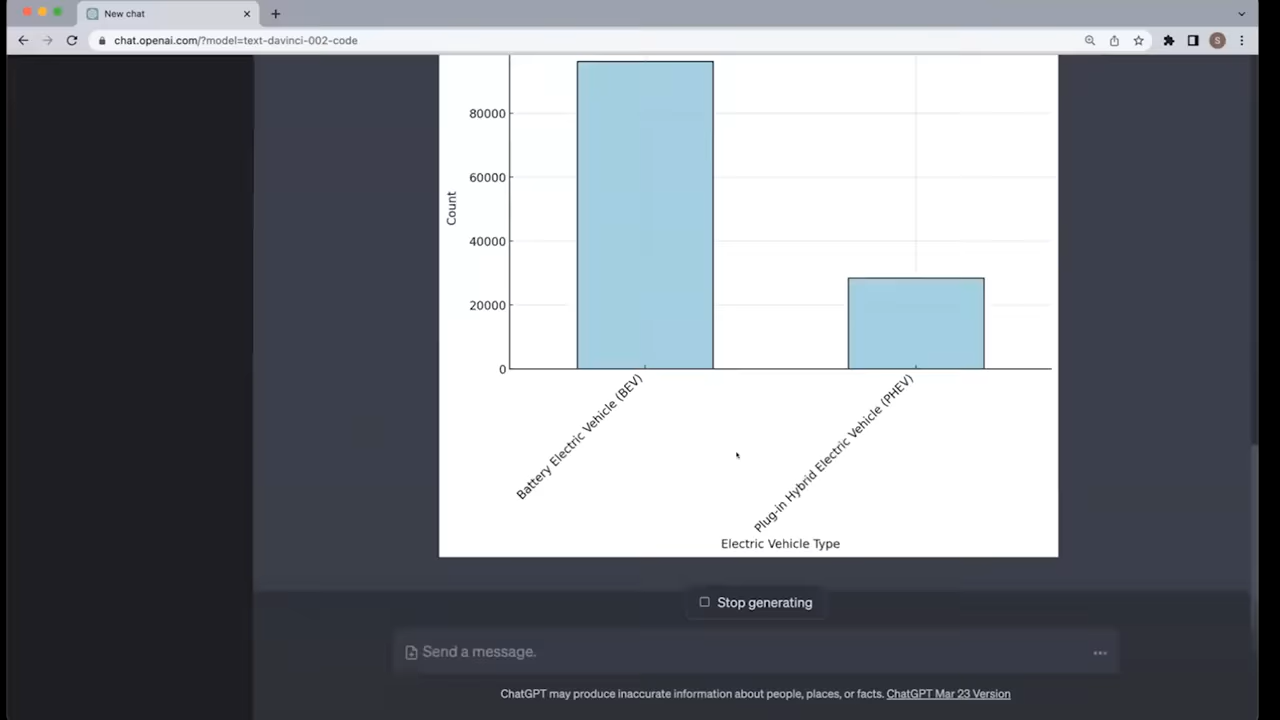 New chat
chat.openai.com/?model=text-davinci-002-code
S
80000
60000
Count
40000
20000
0
Battery Electric Vehicle (BEV)
Plug-in Hybrid Electric Vehicle (PHEV)
Electric Vehicle Type
Stop generating
Send a message.
ChatGPT may produce inaccurate information about people, places, or facts. ChatGPT Mar 23 Version